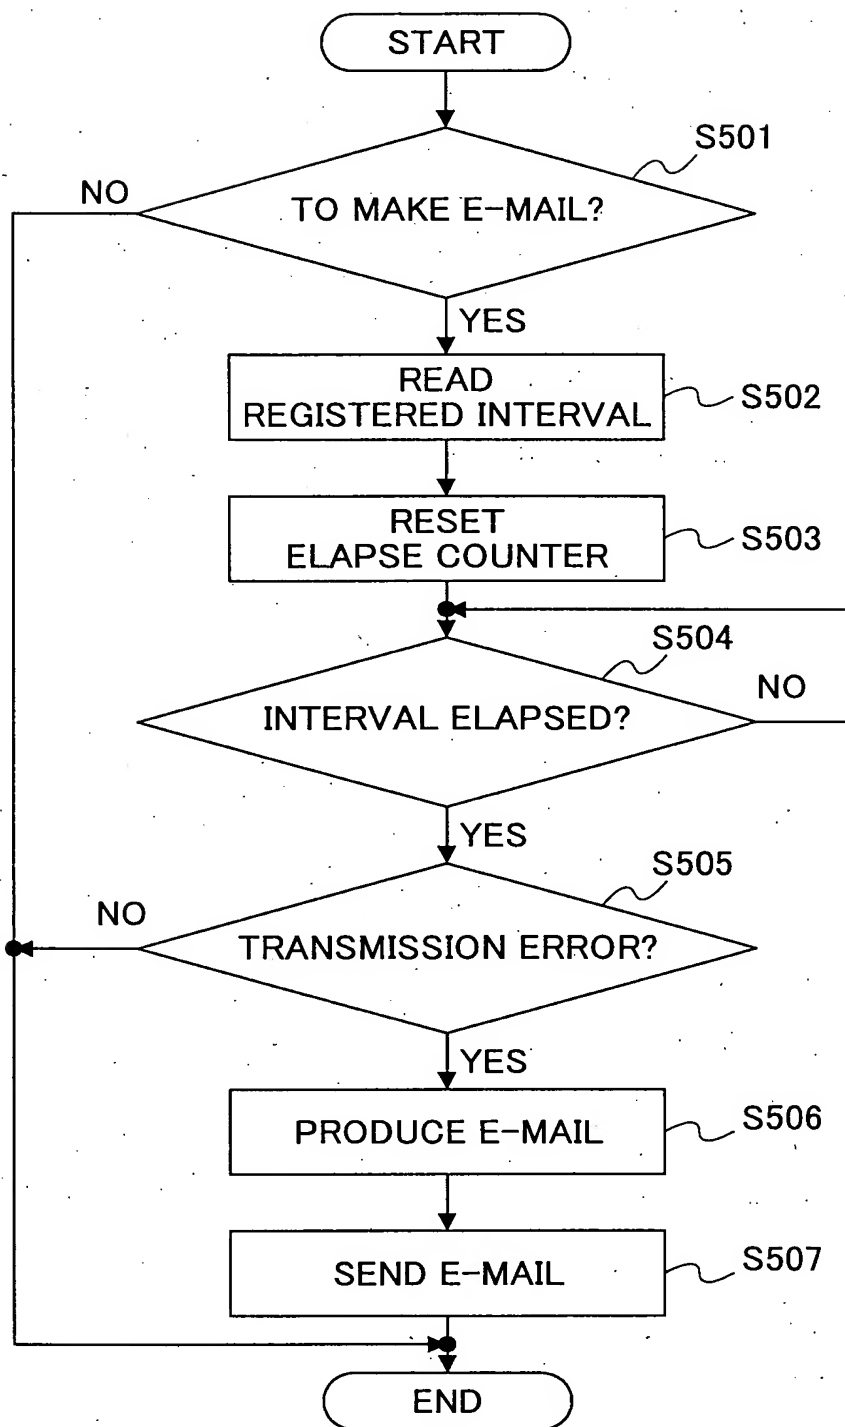 START
S501
NO
TO MAKE E-MAIL?
YES
READ
REGISTERED INTERVAL
S502
RESET
ELAPSE COUNTER
S503
S504
INTERVAL ELAPSED?
NO
YES
S505
NO
TRANSMISSION ERROR?
YES
PRODUCE E-MAIL
S506
SEND E-MAIL
S507
END